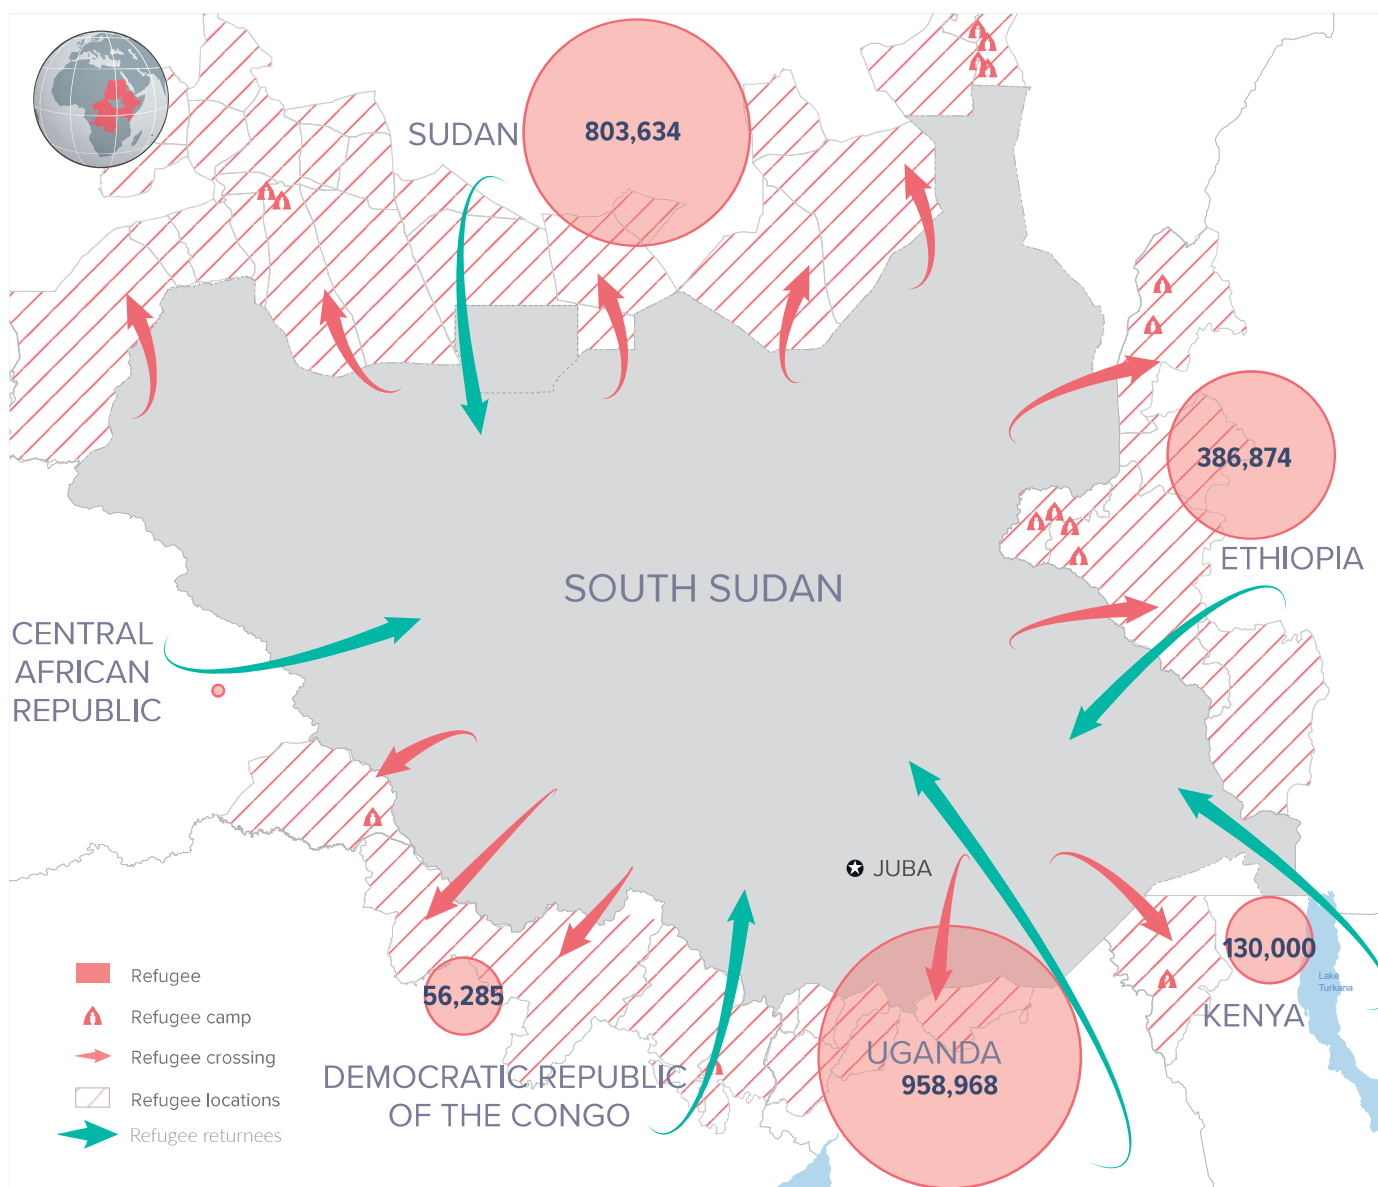 SUDAN
803,634
386,874
ETHIOPIA
SOUTH SUDAN
CENTRAL
AFRICAN
REPUBLIC
JUBA
130,000
Lake
Turkana
KENYA
56,285
DEMOCRATIC REPUBLIC
OF THE CONGO
UGANDA
958,968
Refugee
Refugee camp
Refugee crossing
Refugee locations
Refugee returnees